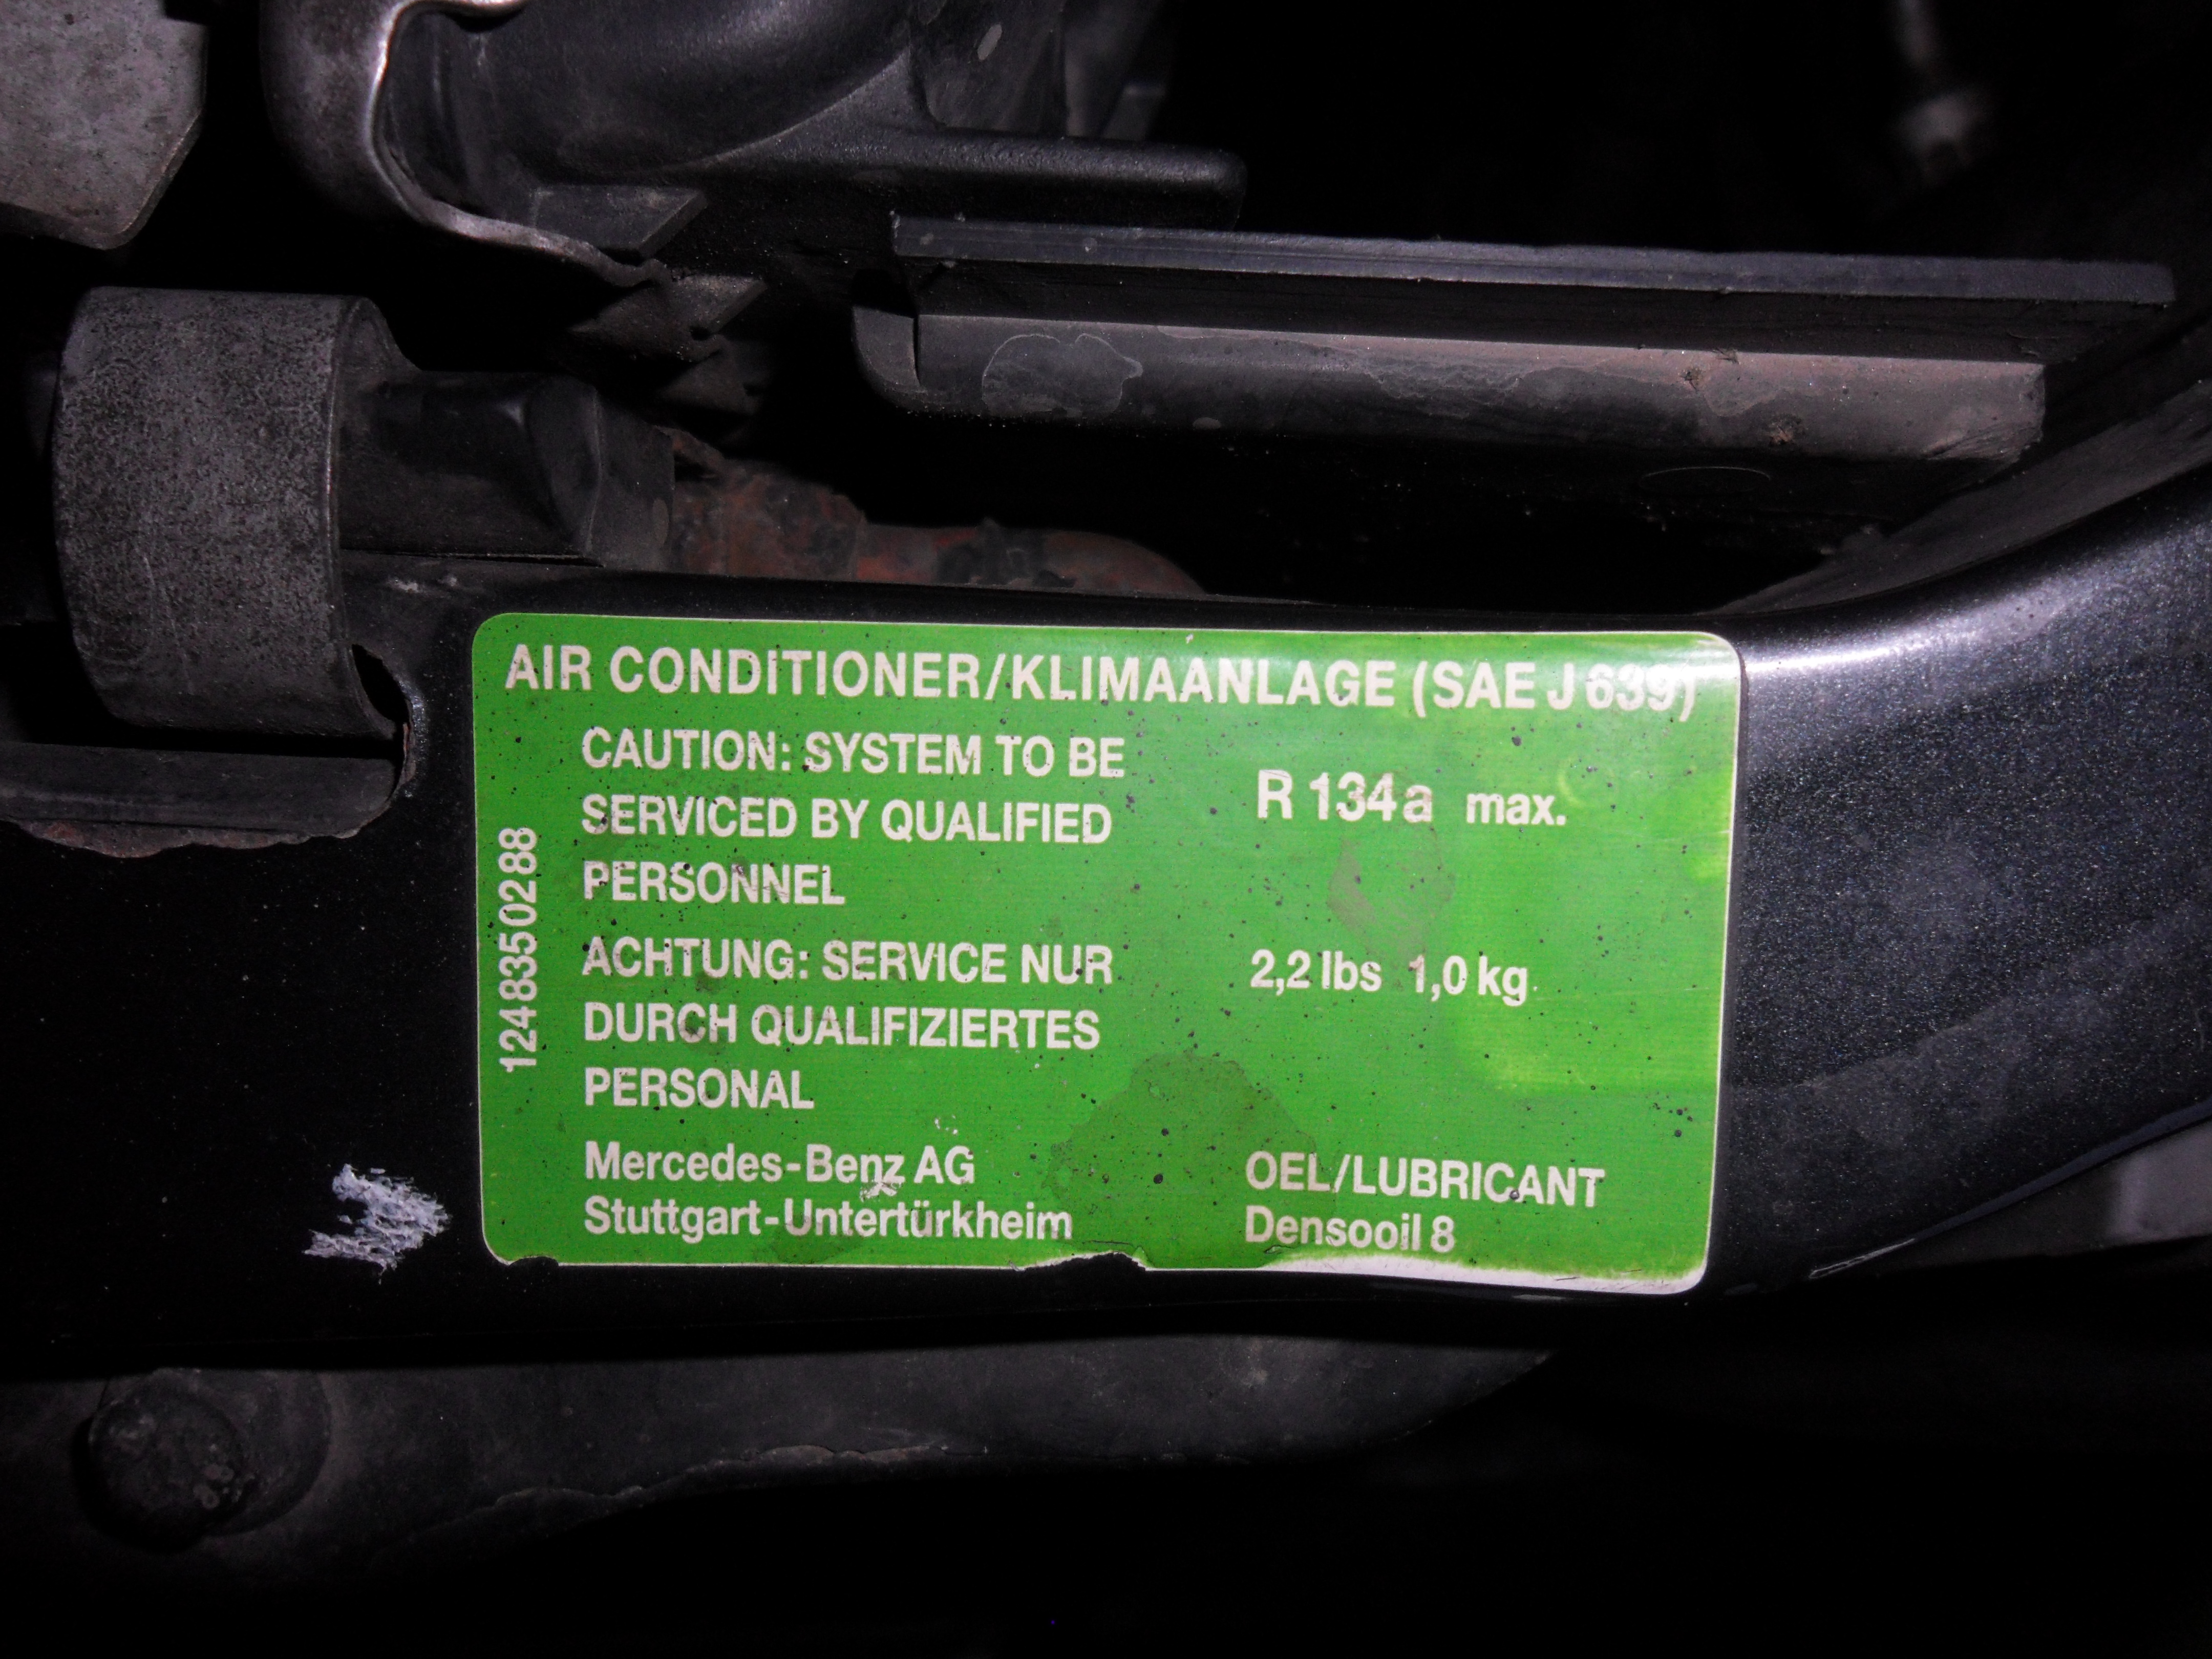 AIR CONDITIONER/KLIMAANLAGE (SAE J 639)
CAUTION: SYSTEM TO BE
SERVICED BY QUALIFIED
PERSONNEL
R 134a max.
ACHTUNG: SERVICE NUR
DURCH QUALIFIZIERTES
PERSONAL
2,2 lbs 1,0 kg
Mercedes-Benz AG
Stuttgart-Untertürkheim
OEL/LUBRICANT
Densooil 8
1248350288